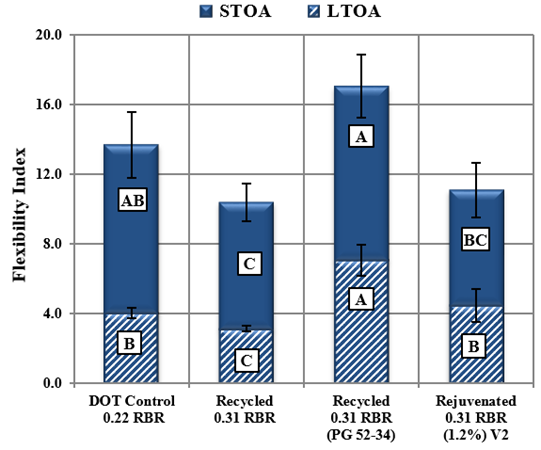 STOA LTOA
Flexibility Index
20.0
16.0
12.0
8.0
4.0
0.0
AB
B
C
C
A
A
BC
B
DOT Control
0.22 RBR
Recycled
0.31 RBR
Recycled
0.31 RBR
(PG 52-34)
Rejuvenated
0.31 RBR
(1.2%) V2